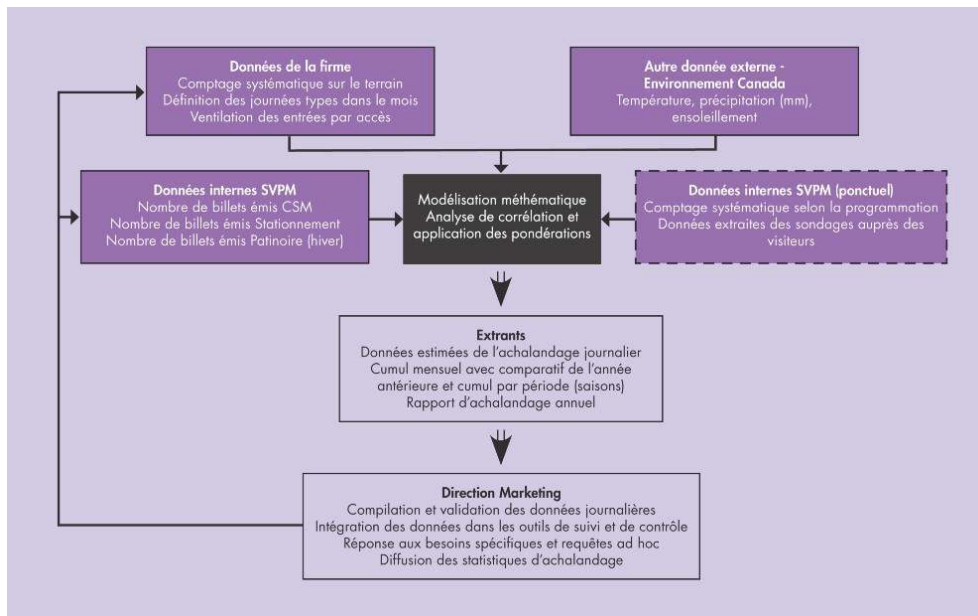 Données de la firme
Comptage systématique sur le terrain
Définition des journées types dans le mois
Ventilation des entrées par accès
Autre donnée externe -
Environnement Canada
Température, précipitation (mm),
ensoleillement
Données internes SVPM
Nombre de billets émis CSM
Nombre de billets émis Stationnement
Nombre de billets émis Patinoire (hiver)
Modélisation méthématique
Analyse de corrélation et
application des pondérations
Données internes SVPM (ponctuel)
Comptage systématique selon la programmation
Données extraites des sondages auprès des
visiteurs
Extrants
Données estimées de l'achalandage journalier
Cumul mensuel avec comparatif de l'année
antérieure et cumul par période (saisons)
Rapport d'achalandage annuel
Direction Marketing
Compilation et validation des données journalières
Intégration des données dans les outils de suivi et de contrôle
Réponse aux besoins spécifiques et requêtes ad hoc
Diffusion des statistiques d'achalandage